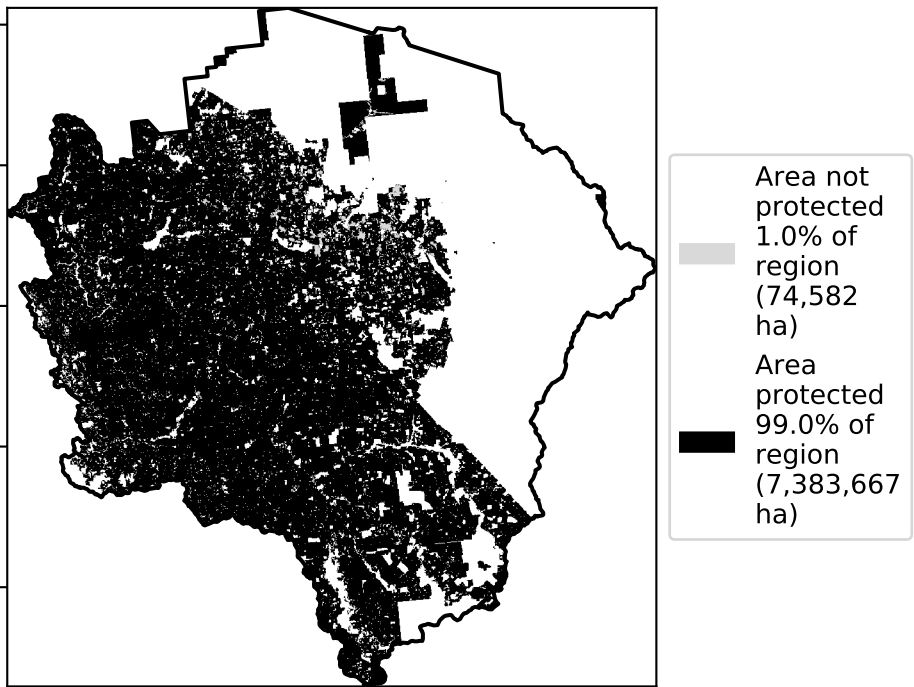 Area not
protected
1.0% of
region
(74,582
ha)
Area
protected
99.0% of
region
(7,383,667
ha)